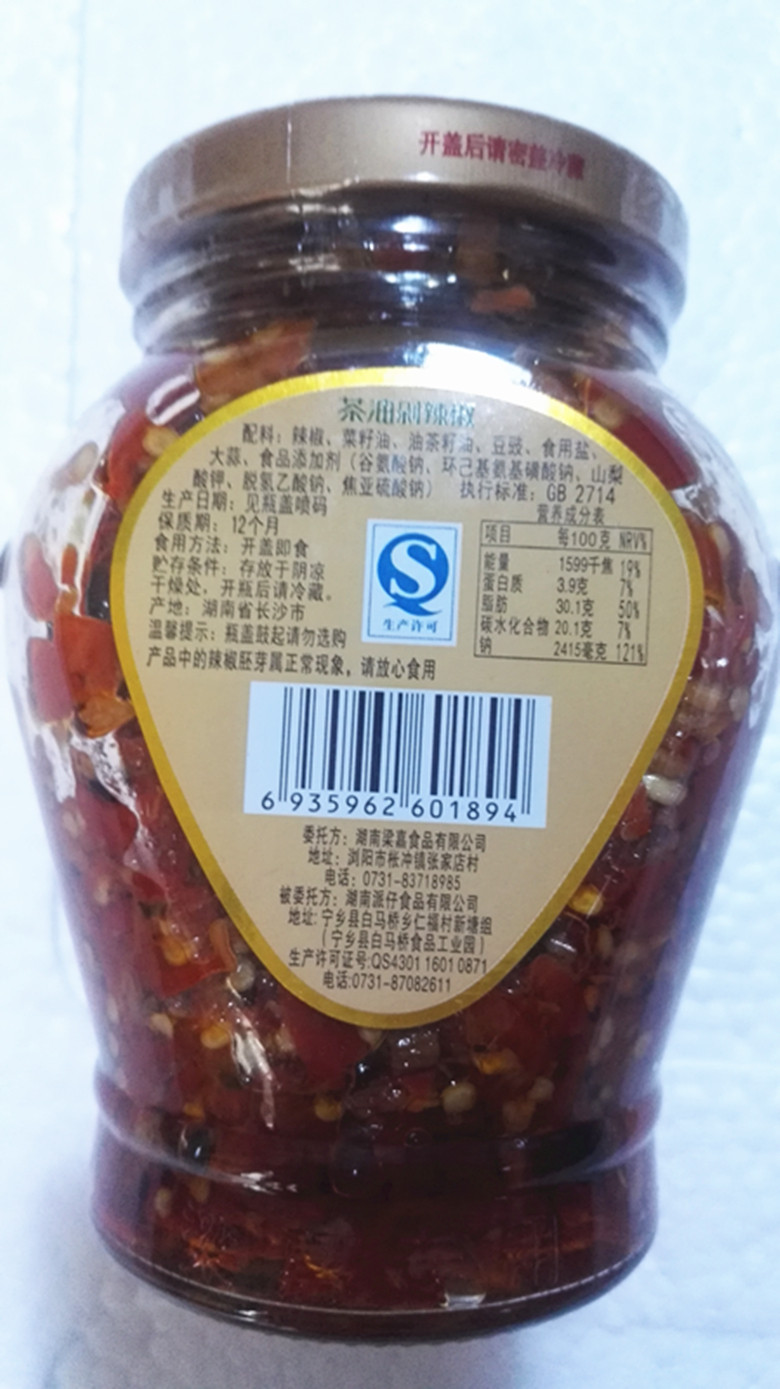 开盖后请密封冷藏
茶油剁辣椒
配料：辣椒、菜籽油、油茶籽油、豆豉、食用盐、
大蒜、食品添加剂（谷氨酸钠、环己基氨基磺酸钠、山梨
酸钾、脱氢乙酸钠、焦亚硫酸钠） 执行标准：GB 2714
生产日期：见瓶盖喷码
保质期：12个月
食用方法：开盖即食
贮存条件：存放于阴凉
干燥处，开瓶后请冷藏。
产地：湖南省长沙市
温馨提示：瓶盖鼓起请勿选购
产品中的辣椒胚芽属正常现象，请放心食用
生产许可
营养成分表
项目 每100克 NRV%
能量 1599千焦 19%
蛋白质 3.9克 7%
脂肪 30.1克 50%
碳水化合物 20.1克 7%
钠 2415毫克 121%
6 935962 601894
委托方：湖南梁嘉食品有限公司
地址：浏阳市枨冲镇张家店村
电话：0731-83718985
被委托方：湖南派仔食品有限公司
地址：宁乡县白马桥乡仁福村新塘组
（宁乡县白马桥食品工业园）
生产许可证号:QS4301 1601 0871
电话:0731-87082611